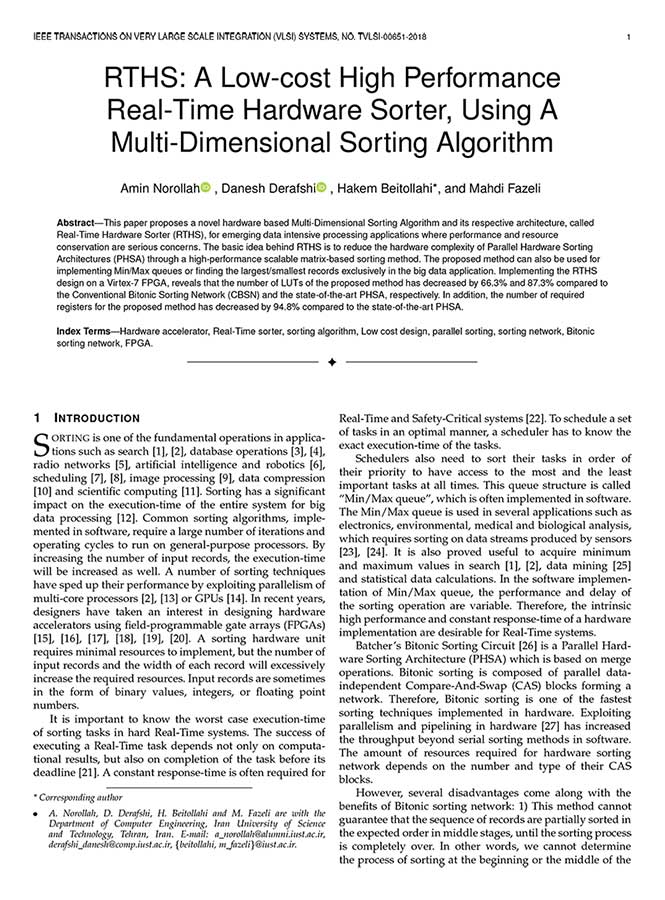 IEEE TRANSACTIONS ON VERY LARGE SCALE INTEGRATION (VLSI) SYSTEMS, NO. TVLSI-00651-2018
1
RTHS: A Low-cost High Performance
Real-Time Hardware Sorter, Using A
Multi-Dimensional Sorting Algorithm
Amin Norollah, Danesh Derafshi, Hakem Beitollahi*, and Mahdi Fazeli
Abstract—This paper proposes a novel hardware based Multi-Dimensional Sorting Algorithm and its respective architecture, called
Real-Time Hardware Sorter (RTHS), for emerging data intensive processing applications where performance and resource
conservation are serious concerns. The basic idea behind RTHS is to reduce the hardware complexity of Parallel Hardware Sorting
Architectures (PHSA) through a high-performance scalable matrix-based sorting method. The proposed method can also be used for
implementing Min/Max queues or finding the largest/smallest records exclusively in the big data application. Implementing the RTHS
design on a Virtex-7 FPGA, reveals that the number of LUTs of the proposed method has decreased by 66.3% and 87.3% compared to
the Conventional Bitonic Sorting Network (CBSN) and the state-of-the-art PHSA, respectively. In addition, the number of required
registers for the proposed method has decreased by 94.8% compared to the state-of-the-art PHSA.
Index Terms—Hardware accelerator, Real-Time sorter, sorting algorithm, Low cost design, parallel sorting, sorting network, Bitonic
sorting network, FPGA.
1 INTRODUCTION
SORTING is one of the fundamental operations in applica-
tions such as search [1], [2], database operations [3], [4],
radio networks [5], artificial intelligence and robotics [6],
scheduling [7], [8], image processing [9], data compression
[10] and scientific computing [11]. Sorting has a significant
impact on the execution-time of the entire system for big
data processing [12]. Common sorting algorithms, imple-
mented in software, require a large number of iterations and
operating cycles to run on general-purpose processors. By
increasing the number of input records, the execution-time
will be increased as well. A number of sorting techniques
have sped up their performance by exploiting parallelism of
multi-core processors [2], [13] or GPUs [14]. In recent years,
designers have taken an interest in designing hardware
accelerators using field-programmable gate arrays (FPGAs)
[15], [16], [17], [18], [19], [20]. A sorting hardware unit
requires minimal resources to implement, but the number of
input records and the width of each record will excessively
increase the required resources. Input records are sometimes
in the form of binary values, integers, or floating point
numbers.
It is important to know the worst case execution-time
of sorting tasks in hard Real-Time systems. The success of
executing a Real-Time task depends not only on computa-
tional results, but also on completion of the task before its
deadline [21]. A constant response-time is often required for
* Corresponding author
• A. Norollah, D. Derafshi, H. Beitollahi and M. Fazeli are with the
Department of Computer Engineering, Iran University of Science
and Technology, Tehran, Iran. E-mail: a_norollah@alumni.iust.ac.ir,
derafshi_danesh@comp.iust.ac.ir, {beitollahi, m_fazeli}@iust.ac.ir.
Real-Time and Safety-Critical systems [22]. To schedule a set
of tasks in an optimal manner, a scheduler has to know the
exact execution-time of the tasks.
Schedulers also need to sort their tasks in order of
their priority to have access to the most and the least
important tasks at all times. This queue structure is called
"Min/Max queue", which is often implemented in software.
The Min/Max queue is used in several applications such as
electronics, environmental, medical and biological analysis,
which requires sorting on data streams produced by sensors
[23], [24]. It is also proved useful to acquire minimum
and maximum values in search [1], [2], data mining [25]
and statistical data calculations. In the software implemen-
tation of Min/Max queue, the performance and delay of
the sorting operation are variable. Therefore, the intrinsic
high performance and constant response-time of a hardware
implementation are desirable for Real-Time systems.
Batcher's Bitonic Sorting Circuit [26] is a Parallel Hard-
ware Sorting Architecture (PHSA) which is based on merge
operations. Bitonic sorting is composed of parallel data-
independent Compare-And-Swap (CAS) blocks forming a
network. Therefore, Bitonic sorting is one of the fastest
sorting techniques implemented in hardware. Exploiting
parallelism and pipelining in hardware [27] has increased
the throughput beyond serial sorting methods in software.
The amount of resources required for hardware sorting
network depends on the number and type of their CAS
blocks.
However, several disadvantages come along with the
benefits of Bitonic sorting network: 1) This method cannot
guarantee that the sequence of records are partially sorted in
the expected order in middle stages, until the sorting process
is completely over. In other words, we cannot determine
the process of sorting at the beginning or the middle of the